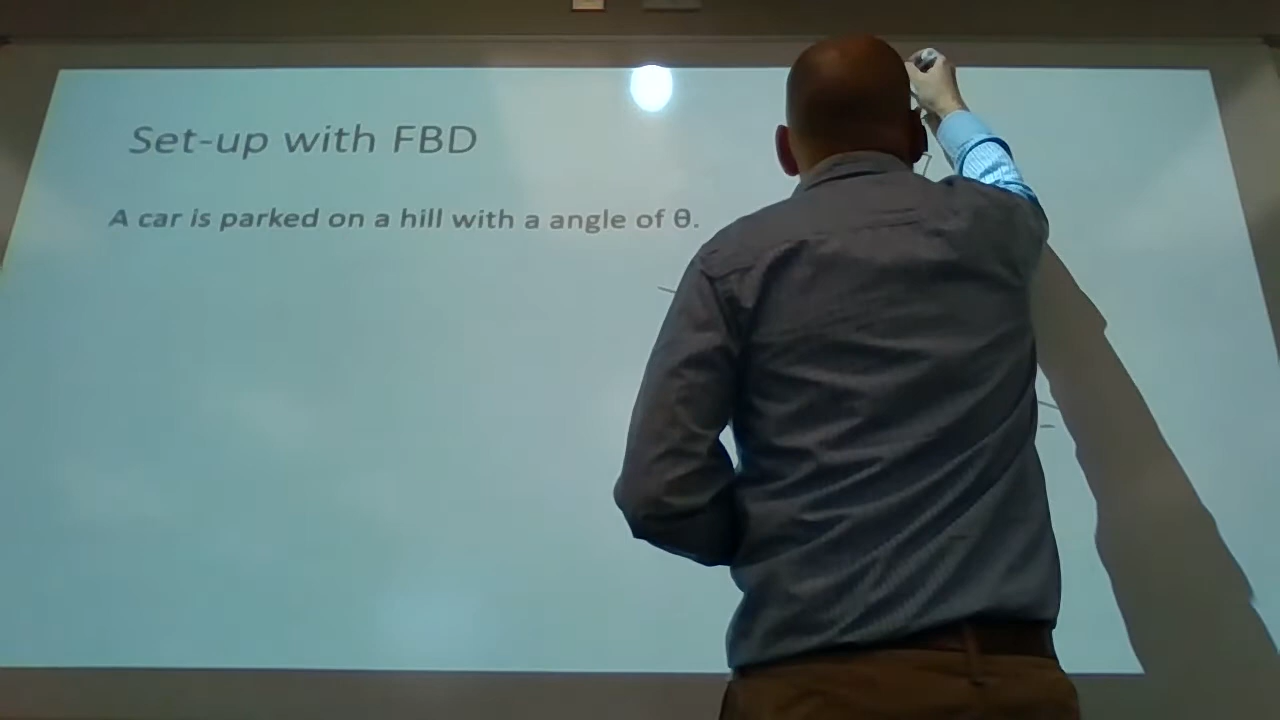 Set-up with FBD
A car is parked on a hill with a angle of θ.